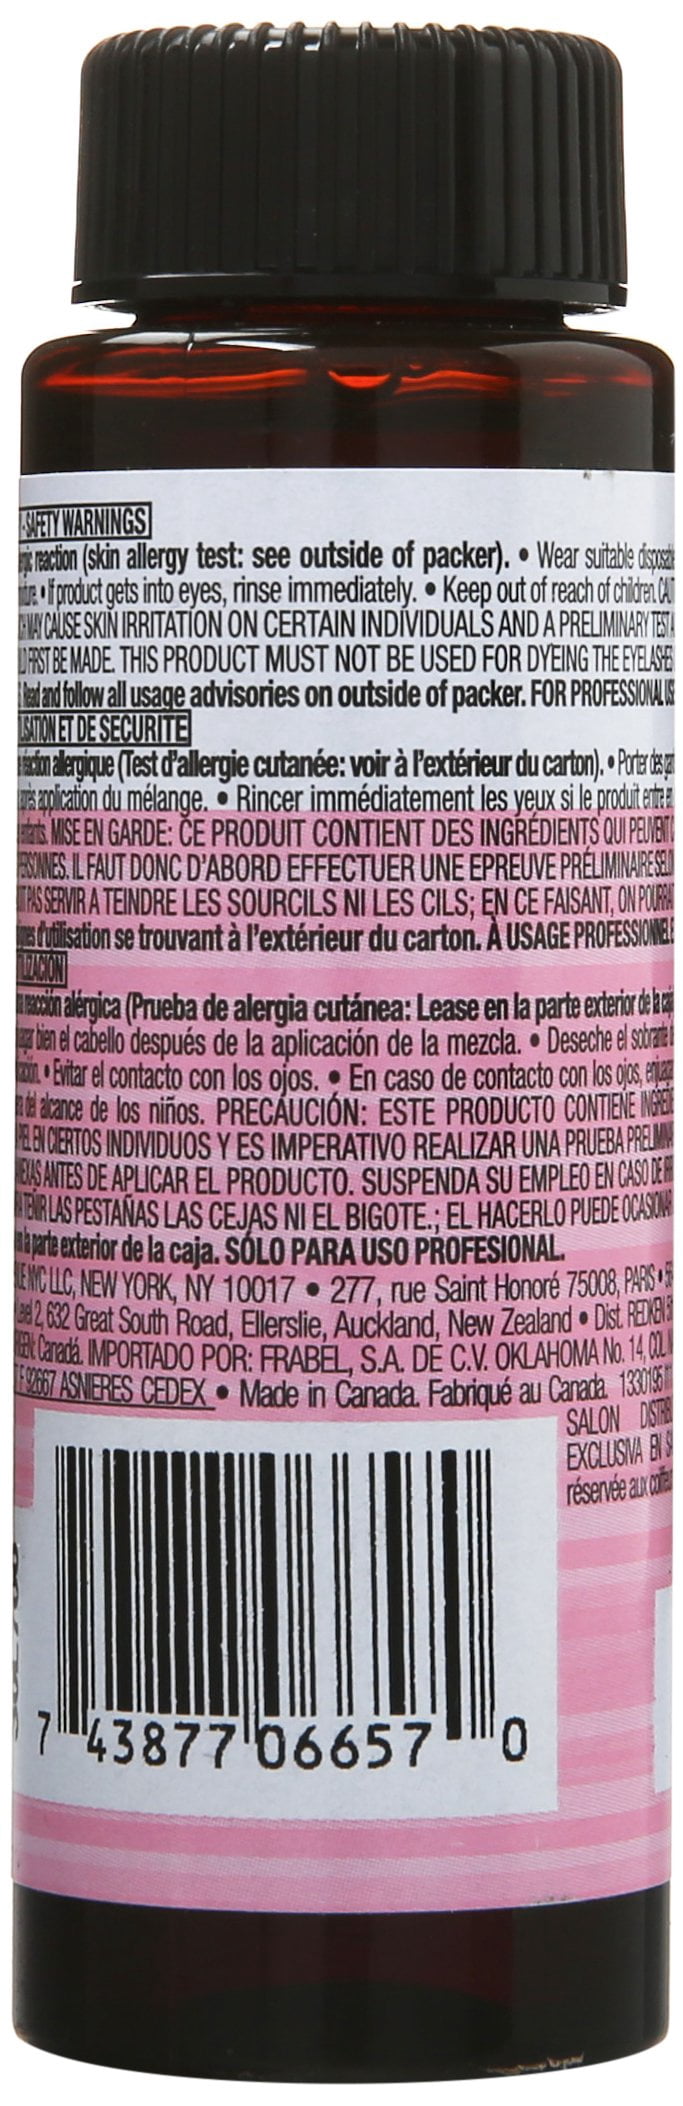 - SAFETY WARNINGS
reaction (skin allergy test: see outside of packer). • Wear suitable disposable
• If product gets into eyes, rinse immediately. • Keep out of reach of children.
MAY CAUSE SKIN IRRITATION ON CERTAIN INDIVIDUALS AND A PRELIMINARY TEST
FIRST BE MADE. THIS PRODUCT MUST NOT BE USED FOR DYEING THE EYELASHES
Read and follow all usage advisories on outside of packer. FOR PROFESSIONAL USE
ET DE SECURITE
réaction allergique (Test d'allergie cutanée: voir à l'extérieur du carton). • Porter des
après application du mélange. • Rincer immédiatement les yeux si le produit entre en
enfants. MISE EN GARDE: CE PRODUIT CONTIENT DES INGRÉDIENTS QUI PEUVENT
IL FAUT DONC D'ABORD EFFECTUER UNE EPREUVE PRÉLIMINAIRE SELON
PAS SERVIR A TEINDRE LES SOURCILS NI LES CILS; EN CE FAISANT, ON POURRAIT
d'utilisation se trouvant à l'extérieur du carton. À USAGE PROFESSIONNEL
reacción alérgica (Prueba de alergia cutánea: Lease en la parte exterior de la caja
bien el cabello después de la aplicación de la mezcla. • Deseche el sobrante
• Evitar el contacto con los ojos. • En caso de contacto con los ojos,
del alcance de los niños. PRECAUCIÓN: ESTE PRODUCTO CONTIENE
PIEL EN CIERTOS INDIVIDUOS Y ES IMPERATIVO REALIZAR UNA PRUEBA
ANTES DE APLICAR EL PRODUCTO. SUSPENDA SU EMPLEO EN CASO DE
TEÑIR LAS PESTAÑAS LAS CEJAS NI EL BIGOTE.; EL HACERLO PUEDE
en la parte exterior de la caja. SÓLO PARA USO PROFESIONAL.
NYC LLC, NEW YORK, NY 10017 • 277, rue Saint Honoré 75008, PARIS •
Level 2, 632 Great South Road, Ellerslie, Auckland, New Zealand • Dist. REDKEN
Canadá. IMPORTADO POR: FRABEL, S.A. DE C.V. OKLAHOMA No. 14, COL.
F 92667 ASNIERES CEDEX • Made in Canada. Fabriqué au Canada. 1330196
SALON
EXCLUSIVA EN
réservée aux
7 43877 06657 0